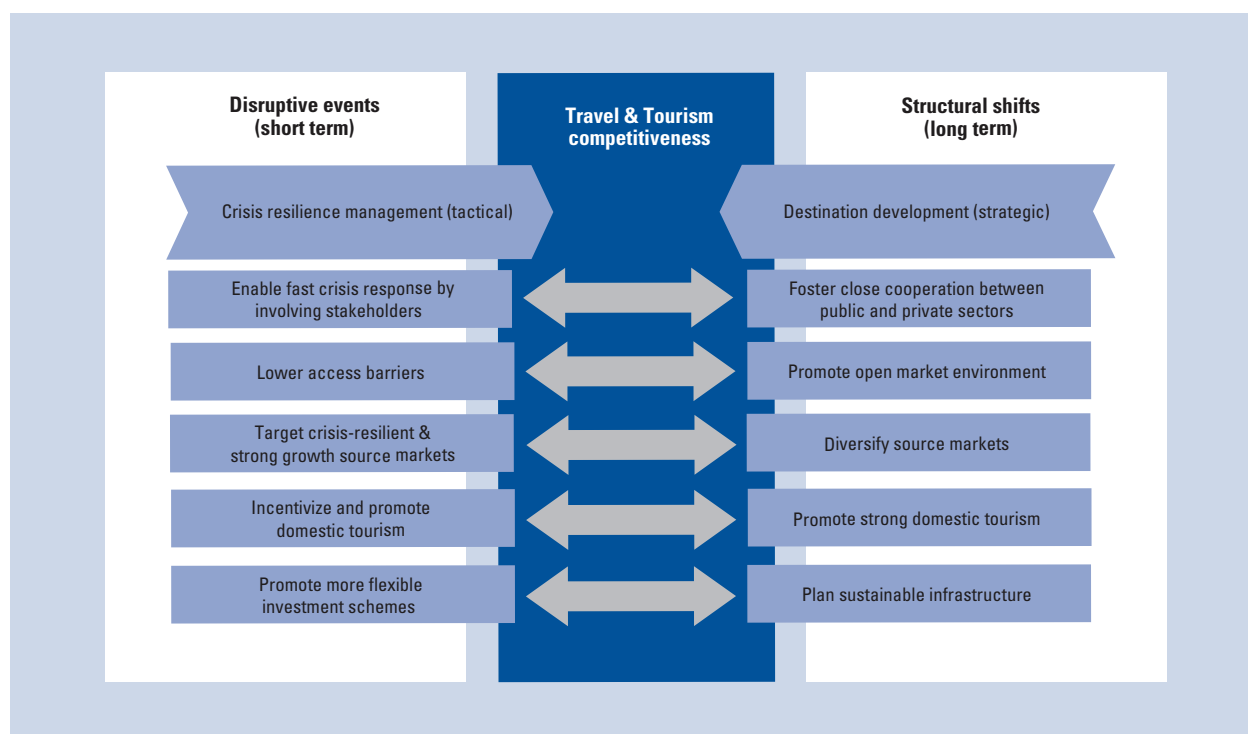 Disruptive events
(short term)
Travel & Tourism
competitiveness
Structural shifts
(long term)
Crisis resilience management (tactical)
Destination development (strategic)
Enable fast crisis response by
involving stakeholders
Foster close cooperation between
public and private sectors
Lower access barriers
Promote open market environment
Target crisis-resilient &
strong growth source markets
Diversify source markets
Incentivize and promote
domestic tourism
Promote strong domestic tourism
Promote more flexible
investment schemes
Plan sustainable infrastructure